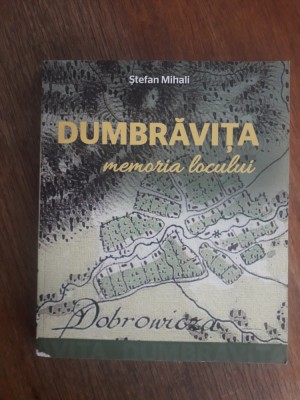 Ștefan Mihali
DUMBRĂVIȚA
memoria locului
Dobrowicza